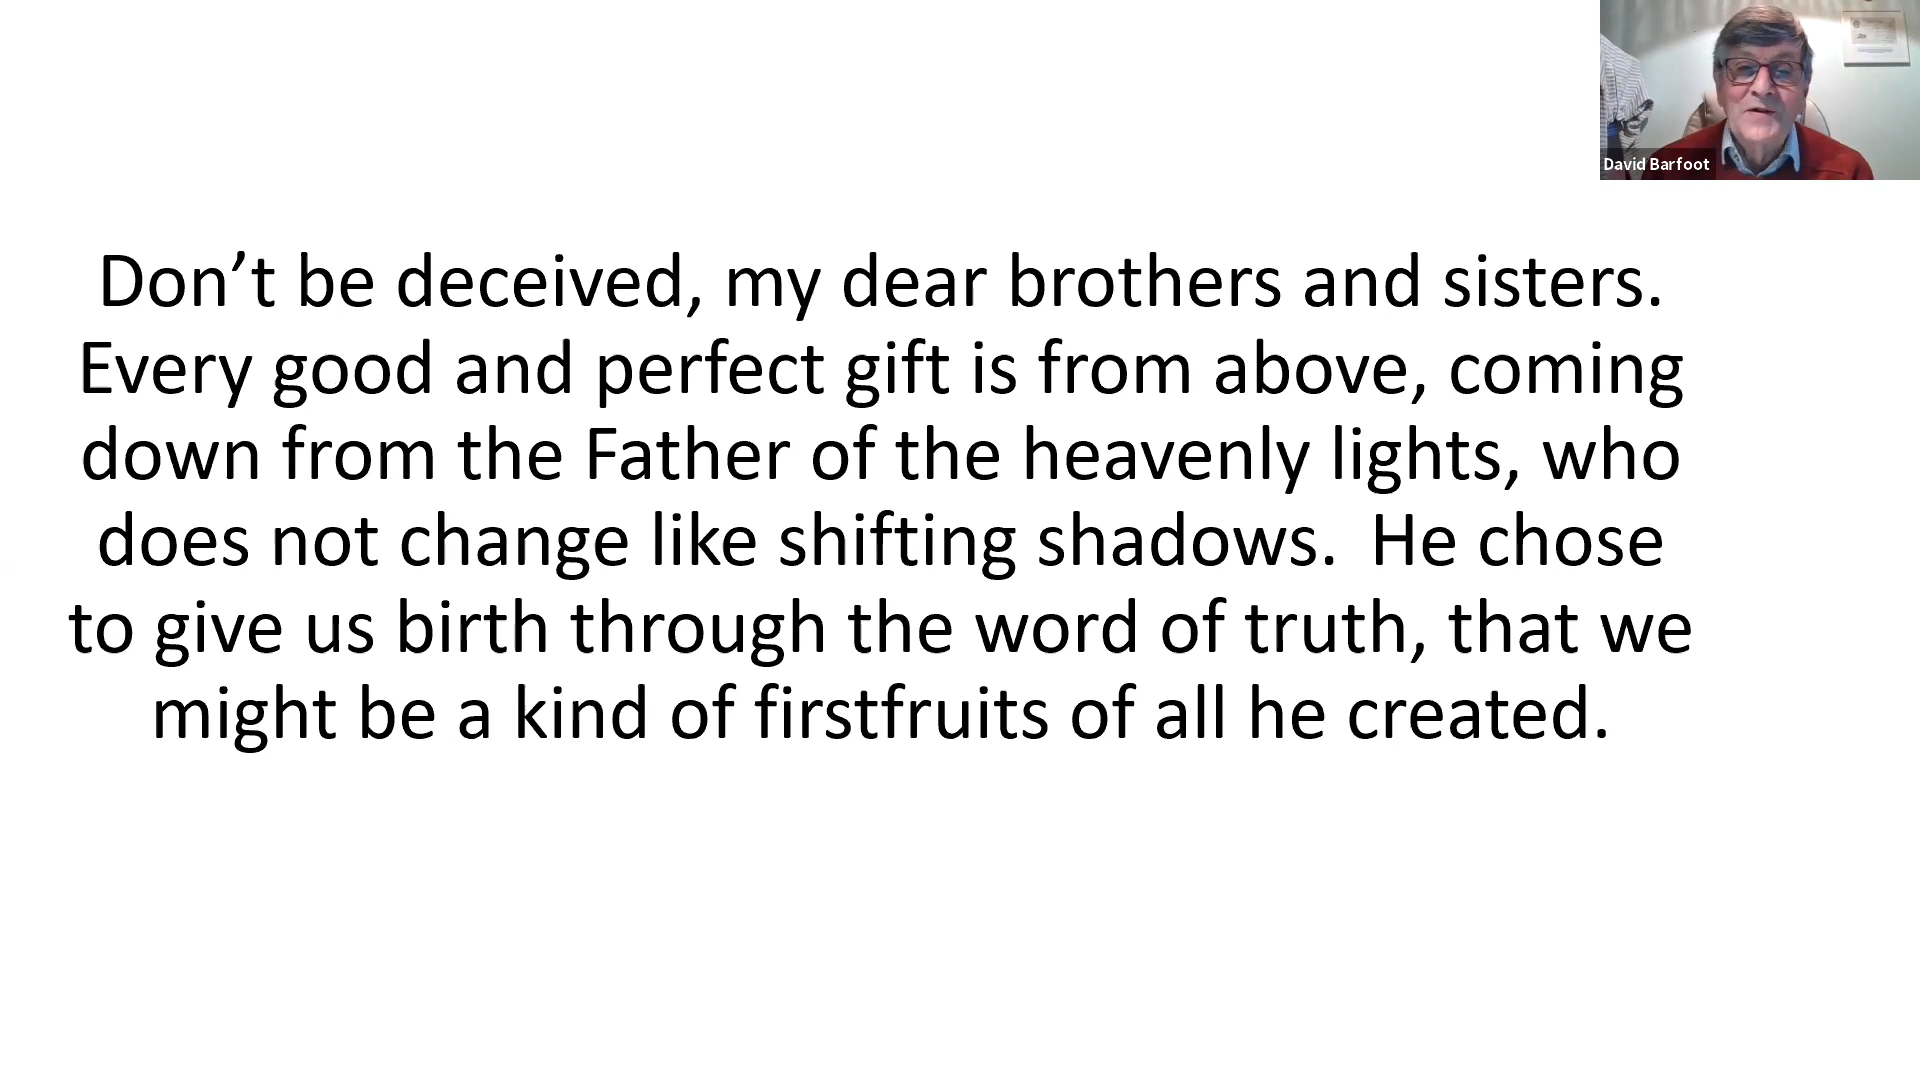 David Barfoot
Don’t be deceived, my dear brothers and sisters.
Every good and perfect gift is from above, coming
down from the Father of the heavenly lights, who
does not change like shifting shadows.  He chose
to give us birth through the word of truth, that we
might be a kind of firstfruits of all he created.